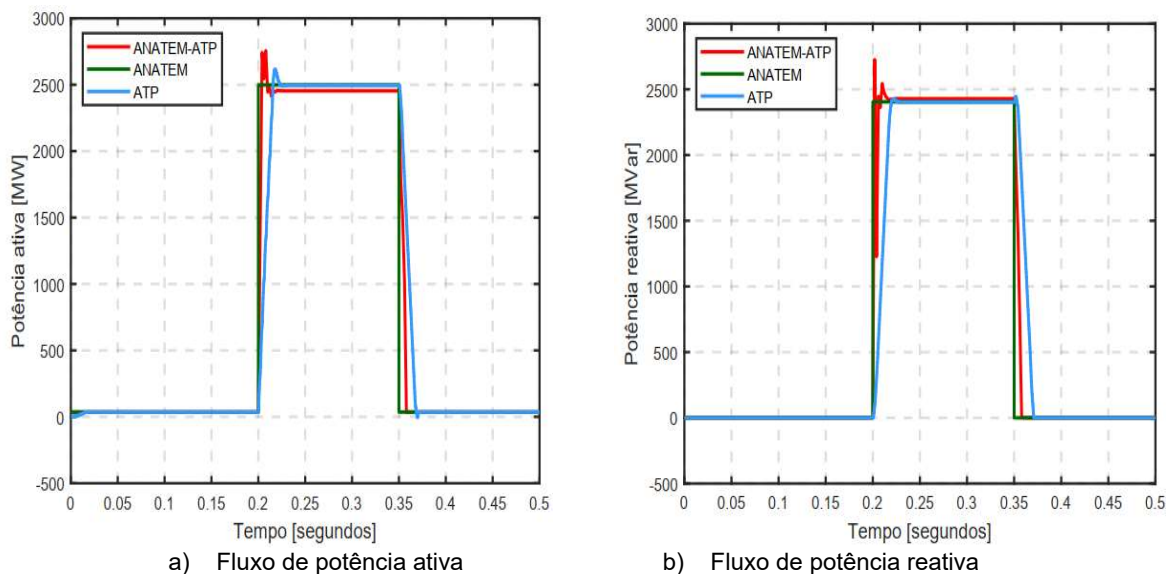 3000
2500
2000
1500
1000
500
0
-500
Potência ativa [MW]
ANATEM-ATP
ANATEM
ATP
0 0.05 0.1 0.15 0.2 0.25 0.3 0.35 0.4 0.45 0.5
Tempo [segundos]
a) Fluxo de potência ativa
3000
2500
2000
1500
1000
500
0
-500
Potência reativa [MVar]
ANATEM-ATP
ANATEM
ATP
0 0.05 0.1 0.15 0.2 0.25 0.3 0.35 0.4 0.45 0.5
Tempo [segundos]
b) Fluxo de potência reativa